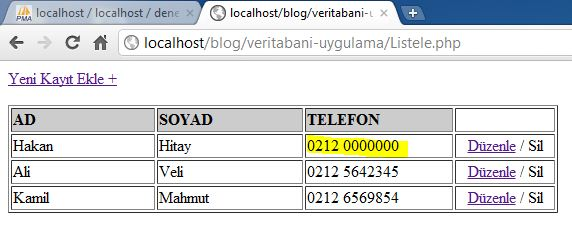 PMA localhost / localhost / dene
localhost/blog/veritabani-u
localhost/blog/veritabani-uygulama/Listele.php
Yeni Kayıt Ekle +
AD SOYAD TELEFON
Hakan Hitay 0212 0000000 Düzenle / Sil
Ali Veli 0212 5642345 Düzenle / Sil
Kamil Mahmut 0212 6569854 Düzenle / Sil